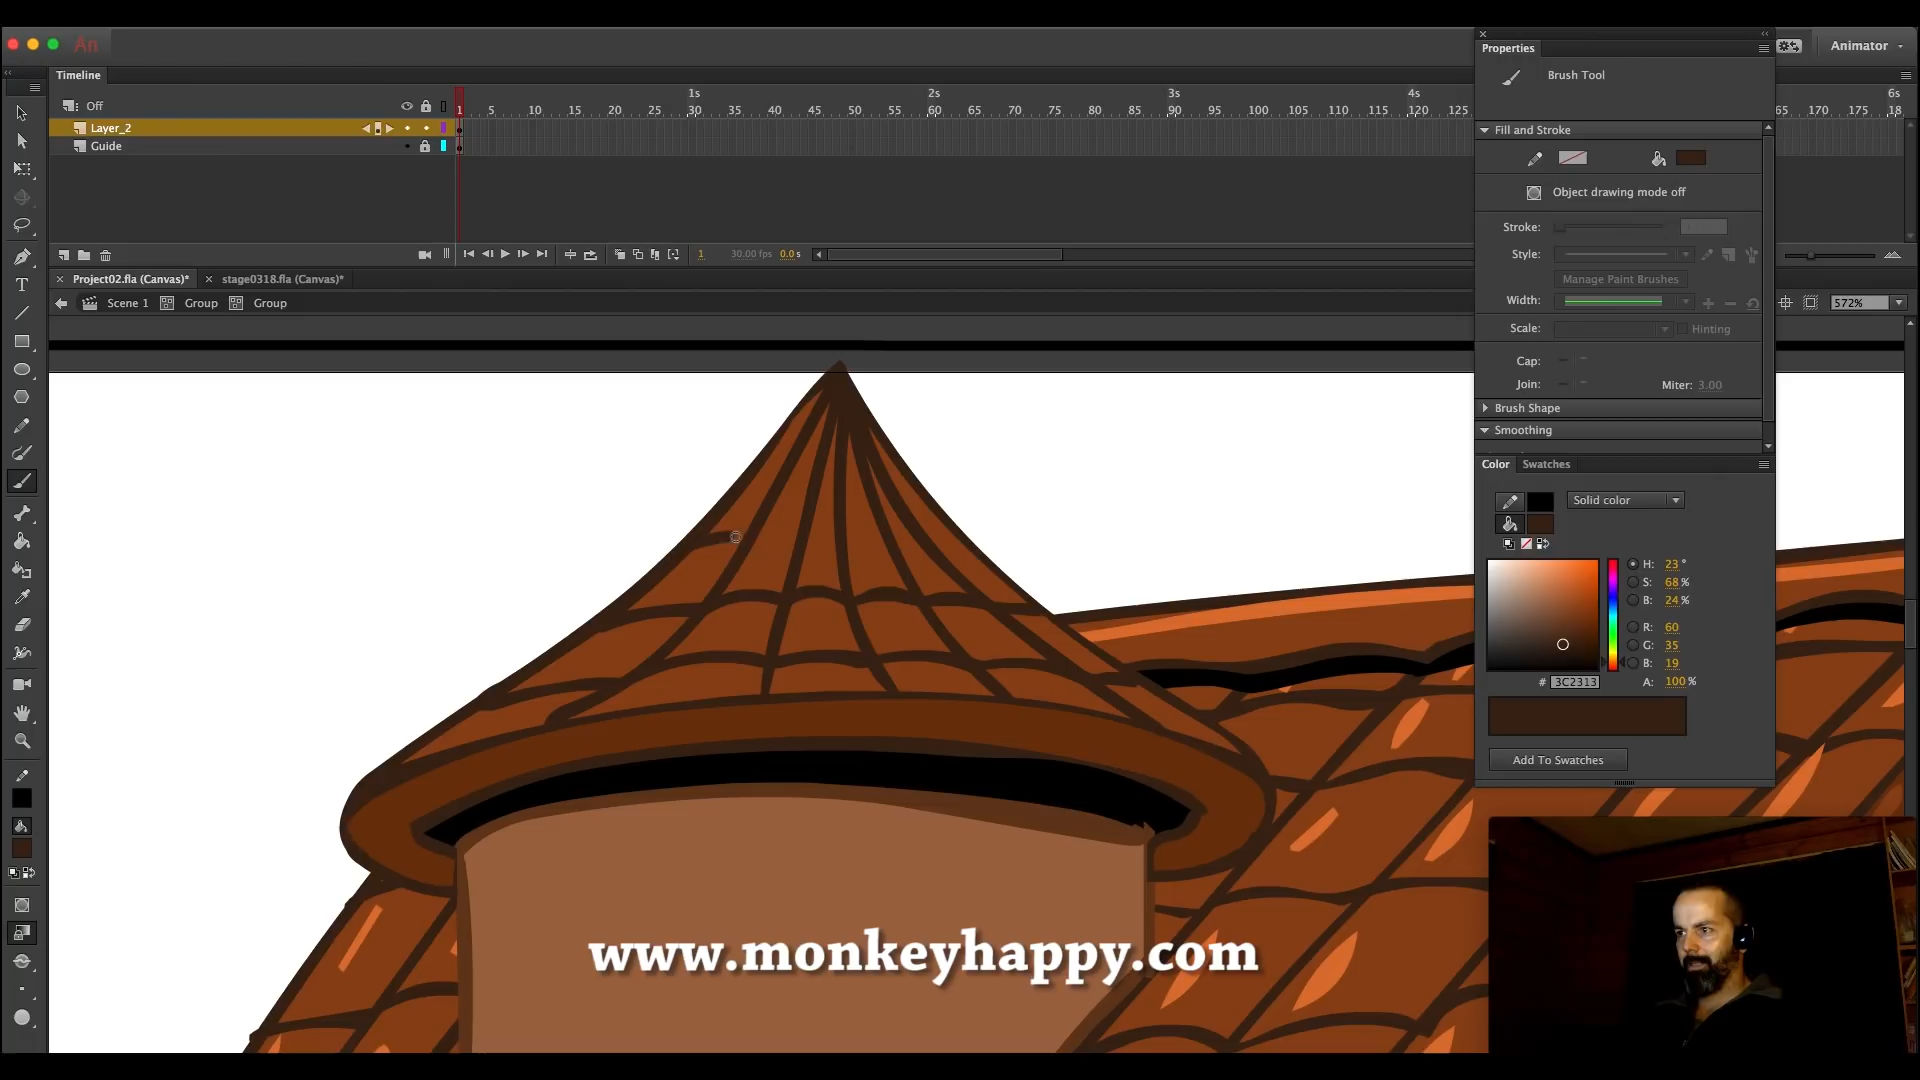 An
Properties
Animator
Timeline
Brush Tool
1s 2s 3s 4s 6s
Off
1 5 10 15 20 25 30 35 40 45 50 55 60 65 70 75 80 85 90 95 100 105 110 115 120 125 65 170 175 18
Layer_2
Fill and Stroke
Guide
Object drawing mode off
Stroke:
1 30.00 fps 0.0 s
Style:
Project02.fla (Canvas)* stage0318.fla (Canvas)*
Manage Paint Brushes
Scene 1 Group Group
Width:
572%
Scale: Hinting
Cap:
Join: Miter: 3.00
Brush Shape
Smoothing
Color Swatches
Solid color
H: 23 °
S: 68 %
B: 24 %
R: 60
G: 35
B: 19
# 3C2313 A: 100 %
Add To Swatches
www.monkeyhappy.com